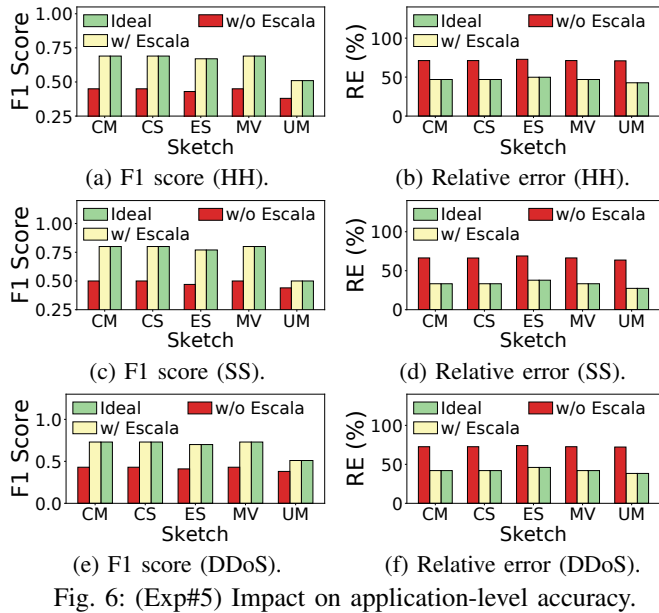 F1 Score
1.00
0.75
0.50
0.25
Ideal
w/o Escala
w/ Escala
CM CS ES MV UM
Sketch
(a) F1 score (HH).
RE (%)
100
50
0
Ideal
w/o Escala
w/ Escala
CM CS ES MV UM
Sketch
(b) Relative error (HH).
F1 Score
1.00
0.75
0.50
0.25
Ideal
w/o Escala
w/ Escala
CM CS ES MV UM
Sketch
(c) F1 score (SS).
RE (%)
100
50
0
Ideal
w/o Escala
w/ Escala
CM CS ES MV UM
Sketch
(d) Relative error (SS).
F1 Score
1.0
0.5
0.0
Ideal
w/o Escala
w/ Escala
CM CS ES MV UM
Sketch
(e) F1 score (DDoS).
RE (%)
100
50
0
Ideal
w/o Escala
w/ Escala
CM CS ES MV UM
Sketch
(f) Relative error (DDoS).
Fig. 6: (Exp#5) Impact on application-level accuracy.